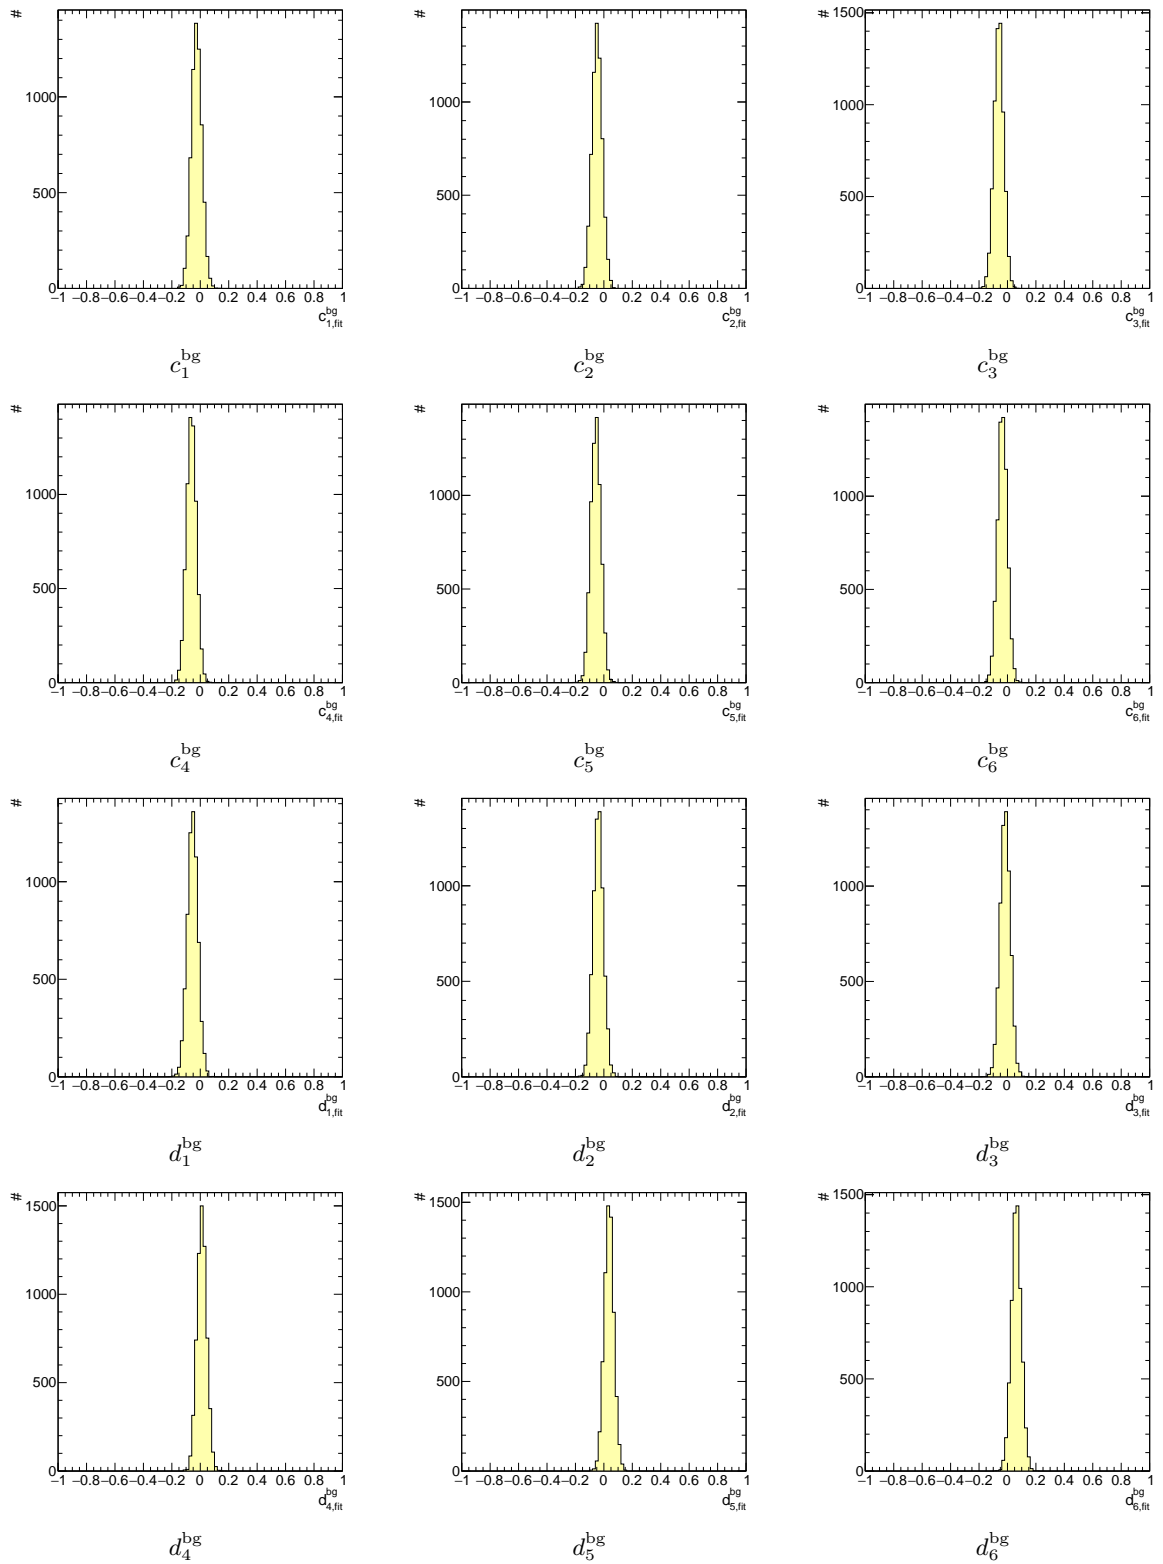 # # # 1500
1000 1000 1000
500 500 500
0 0 0
−1 −0.8 −0.6 −0.4 −0.2 0 0.2 0.4 0.6 0.8 1 −1 −0.8 −0.6 −0.4 −0.2 0 0.2 0.4 0.6 0.8 1 −1 −0.8 −0.6 −0.4 −0.2 0 0.2 0.4 0.6 0.8 1
c^bg_1,fit c^bg_2,fit c^bg_3,fit
c_1^bg c_2^bg c_3^bg
# # #
1000 1000 1000
500 500 500
0 0 0
−1 −0.8 −0.6 −0.4 −0.2 0 0.2 0.4 0.6 0.8 1 −1 −0.8 −0.6 −0.4 −0.2 0 0.2 0.4 0.6 0.8 1 −1 −0.8 −0.6 −0.4 −0.2 0 0.2 0.4 0.6 0.8 1
c^bg_4,fit c^bg_5,fit c^bg_6,fit
c_4^bg c_5^bg c_6^bg
# # #
1000 1000 1000
500 500 500
0 0 0
−1 −0.8 −0.6 −0.4 −0.2 0 0.2 0.4 0.6 0.8 1 −1 −0.8 −0.6 −0.4 −0.2 0 0.2 0.4 0.6 0.8 1 −1 −0.8 −0.6 −0.4 −0.2 0 0.2 0.4 0.6 0.8 1
d^bg_1,fit d^bg_2,fit d^bg_3,fit
d_1^bg d_2^bg d_3^bg
# 1500 # 1500 # 1500
1000 1000 1000
500 500 500
0 0 0
−1 −0.8 −0.6 −0.4 −0.2 0 0.2 0.4 0.6 0.8 1 −1 −0.8 −0.6 −0.4 −0.2 0 0.2 0.4 0.6 0.8 1 −1 −0.8 −0.6 −0.4 −0.2 0 0.2 0.4 0.6 0.8 1
d^bg_4,fit d^bg_5,fit d^bg_6,fit
d_4^bg d_5^bg d_6^bg